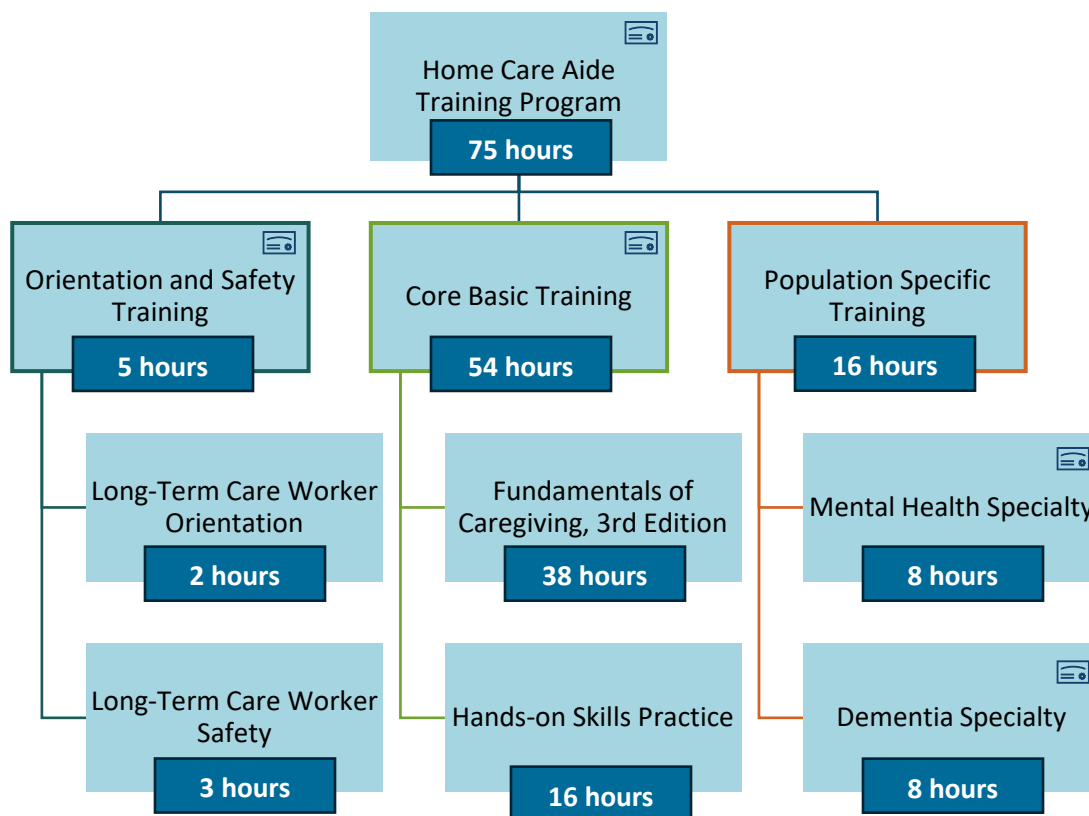 Home Care Aide
Training Program
75 hours
Orientation and Safety
Training
5 hours
Core Basic Training
54 hours
Population Specific
Training
16 hours
Long-Term Care Worker
Orientation
2 hours
Fundamentals of
Caregiving, 3rd Edition
38 hours
Mental Health Specialty
8 hours
Long-Term Care Worker
Safety
3 hours
Hands-on Skills Practice
16 hours
Dementia Specialty
8 hours